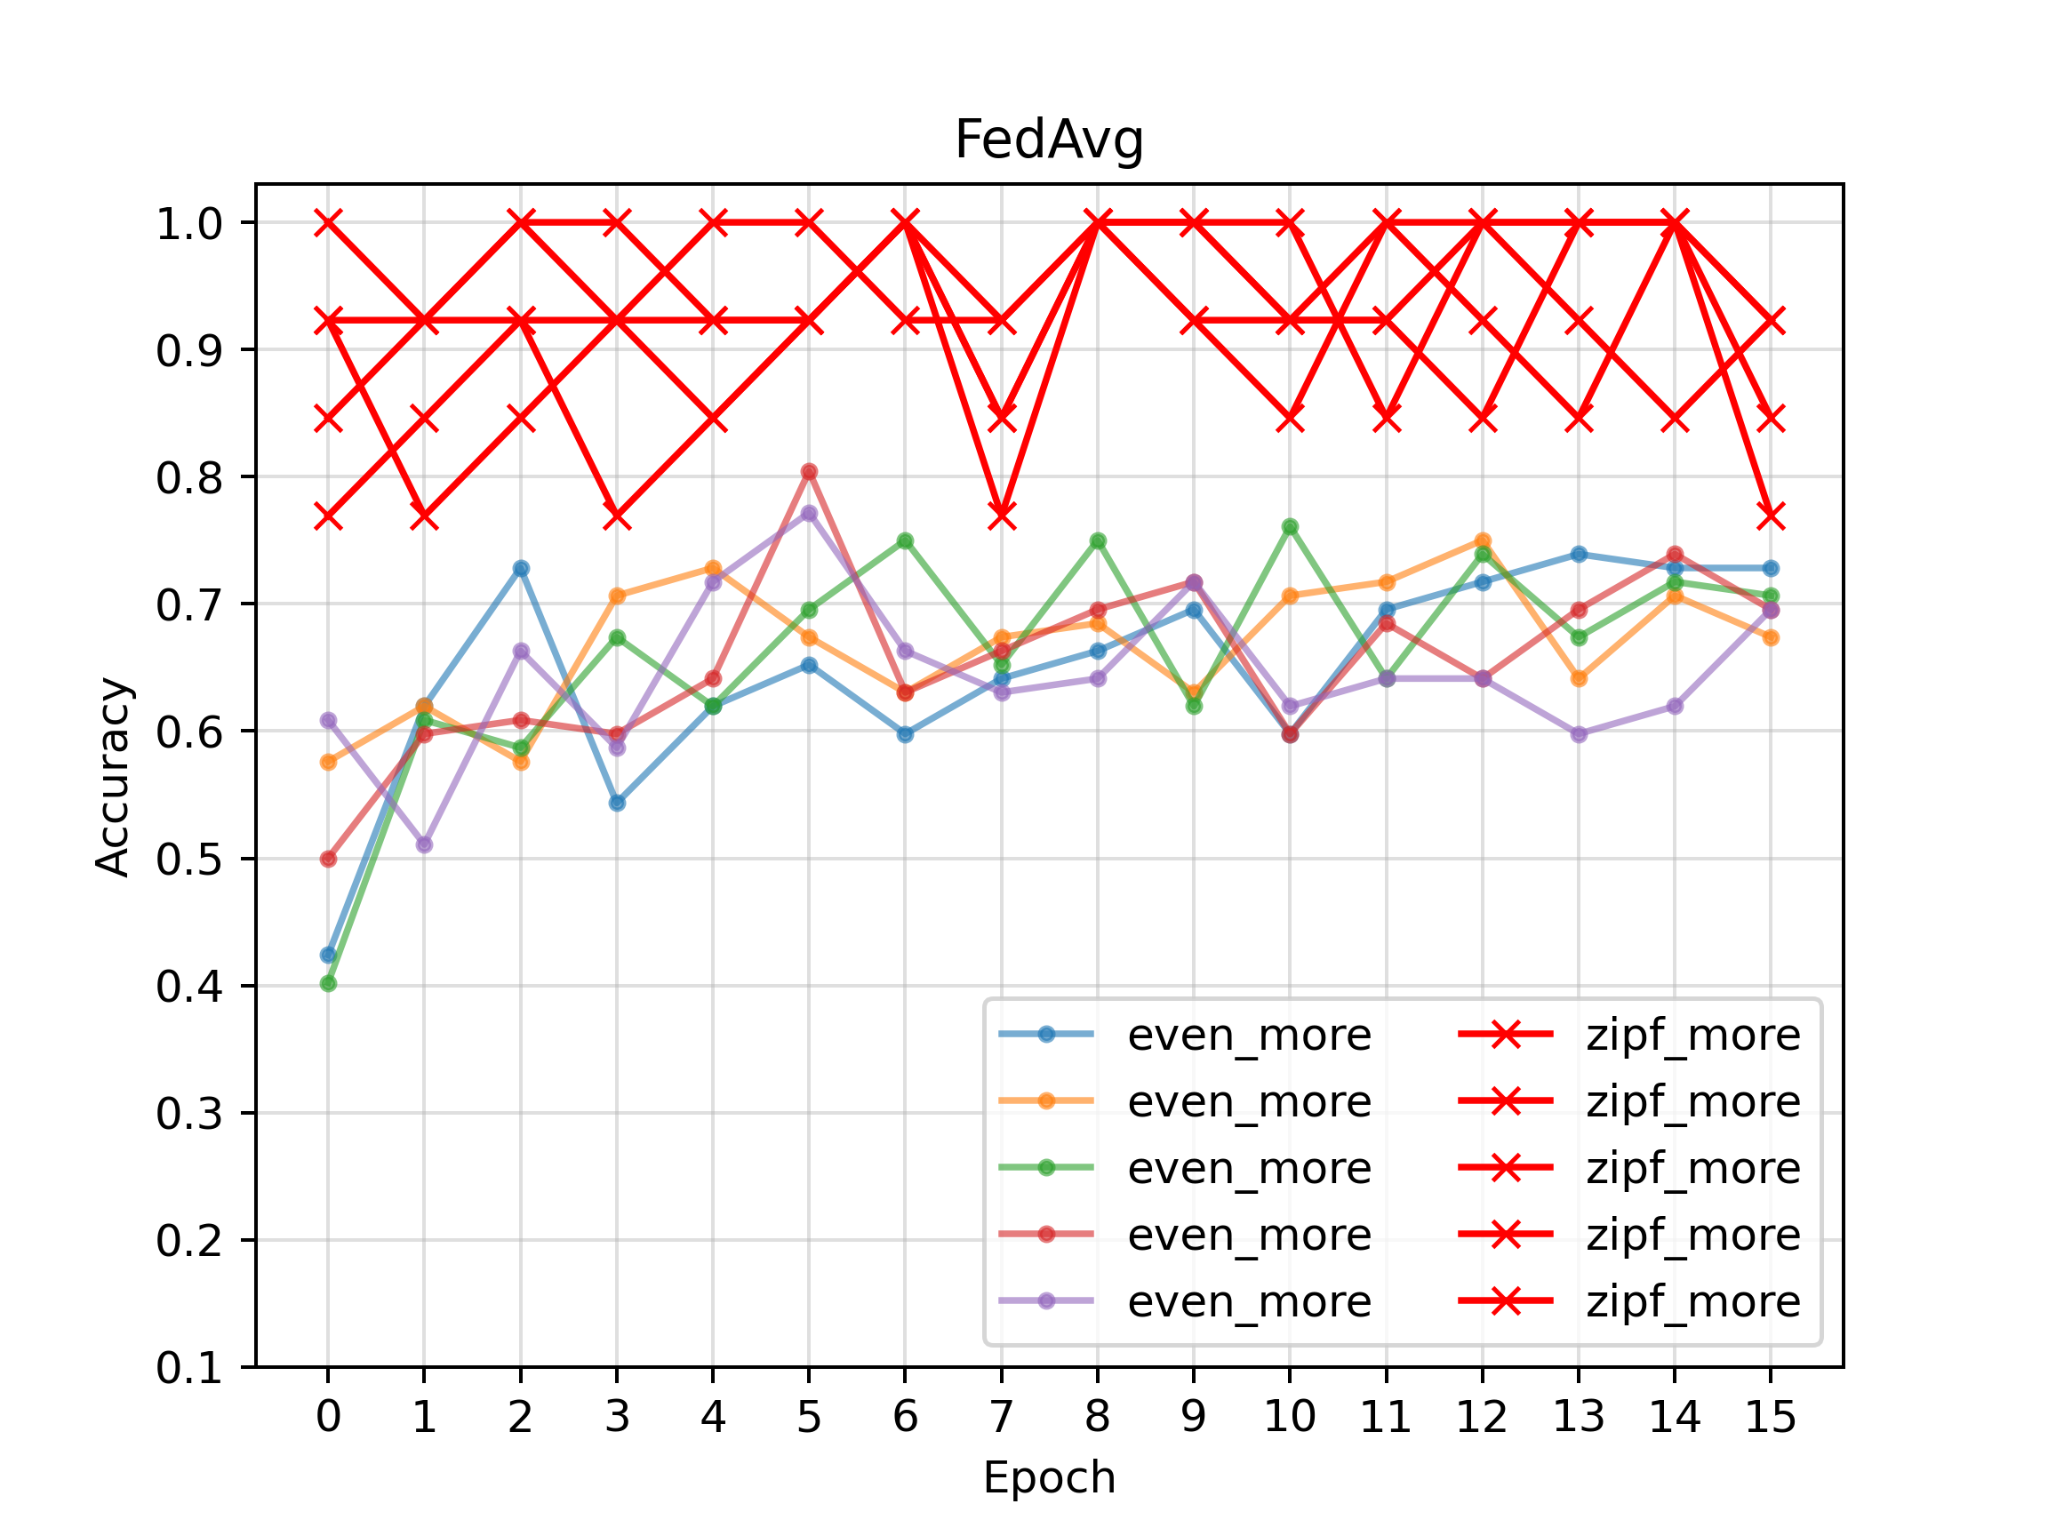 FedAvg
1.0
0.9
0.8
0.7
0.6
0.5
0.4
0.3
0.2
0.1
Accuracy
even_more zipf_more
even_more zipf_more
even_more zipf_more
even_more zipf_more
even_more zipf_more
0 1 2 3 4 5 6 7 8 9 10 11 12 13 14 15
Epoch